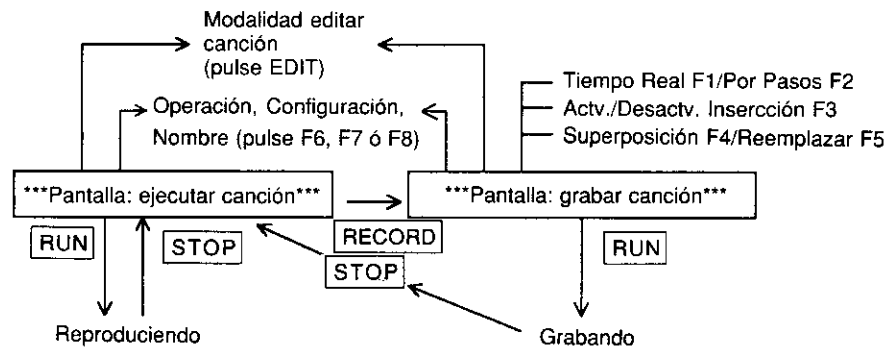 Modalidad editar
canción
(pulse EDIT)
Tiempo Real F1/Por Pasos F2
Operación, Configuración,
Actv./Desactv. Insercción F3
Nombre (pulse F6, F7 ó F8)
Superposición F4/Reemplazar F5
***Pantalla: ejecutar canción***
***Pantalla: grabar canción***
RUN
STOP
RECORD
RUN
STOP
Reproduciendo
Grabando